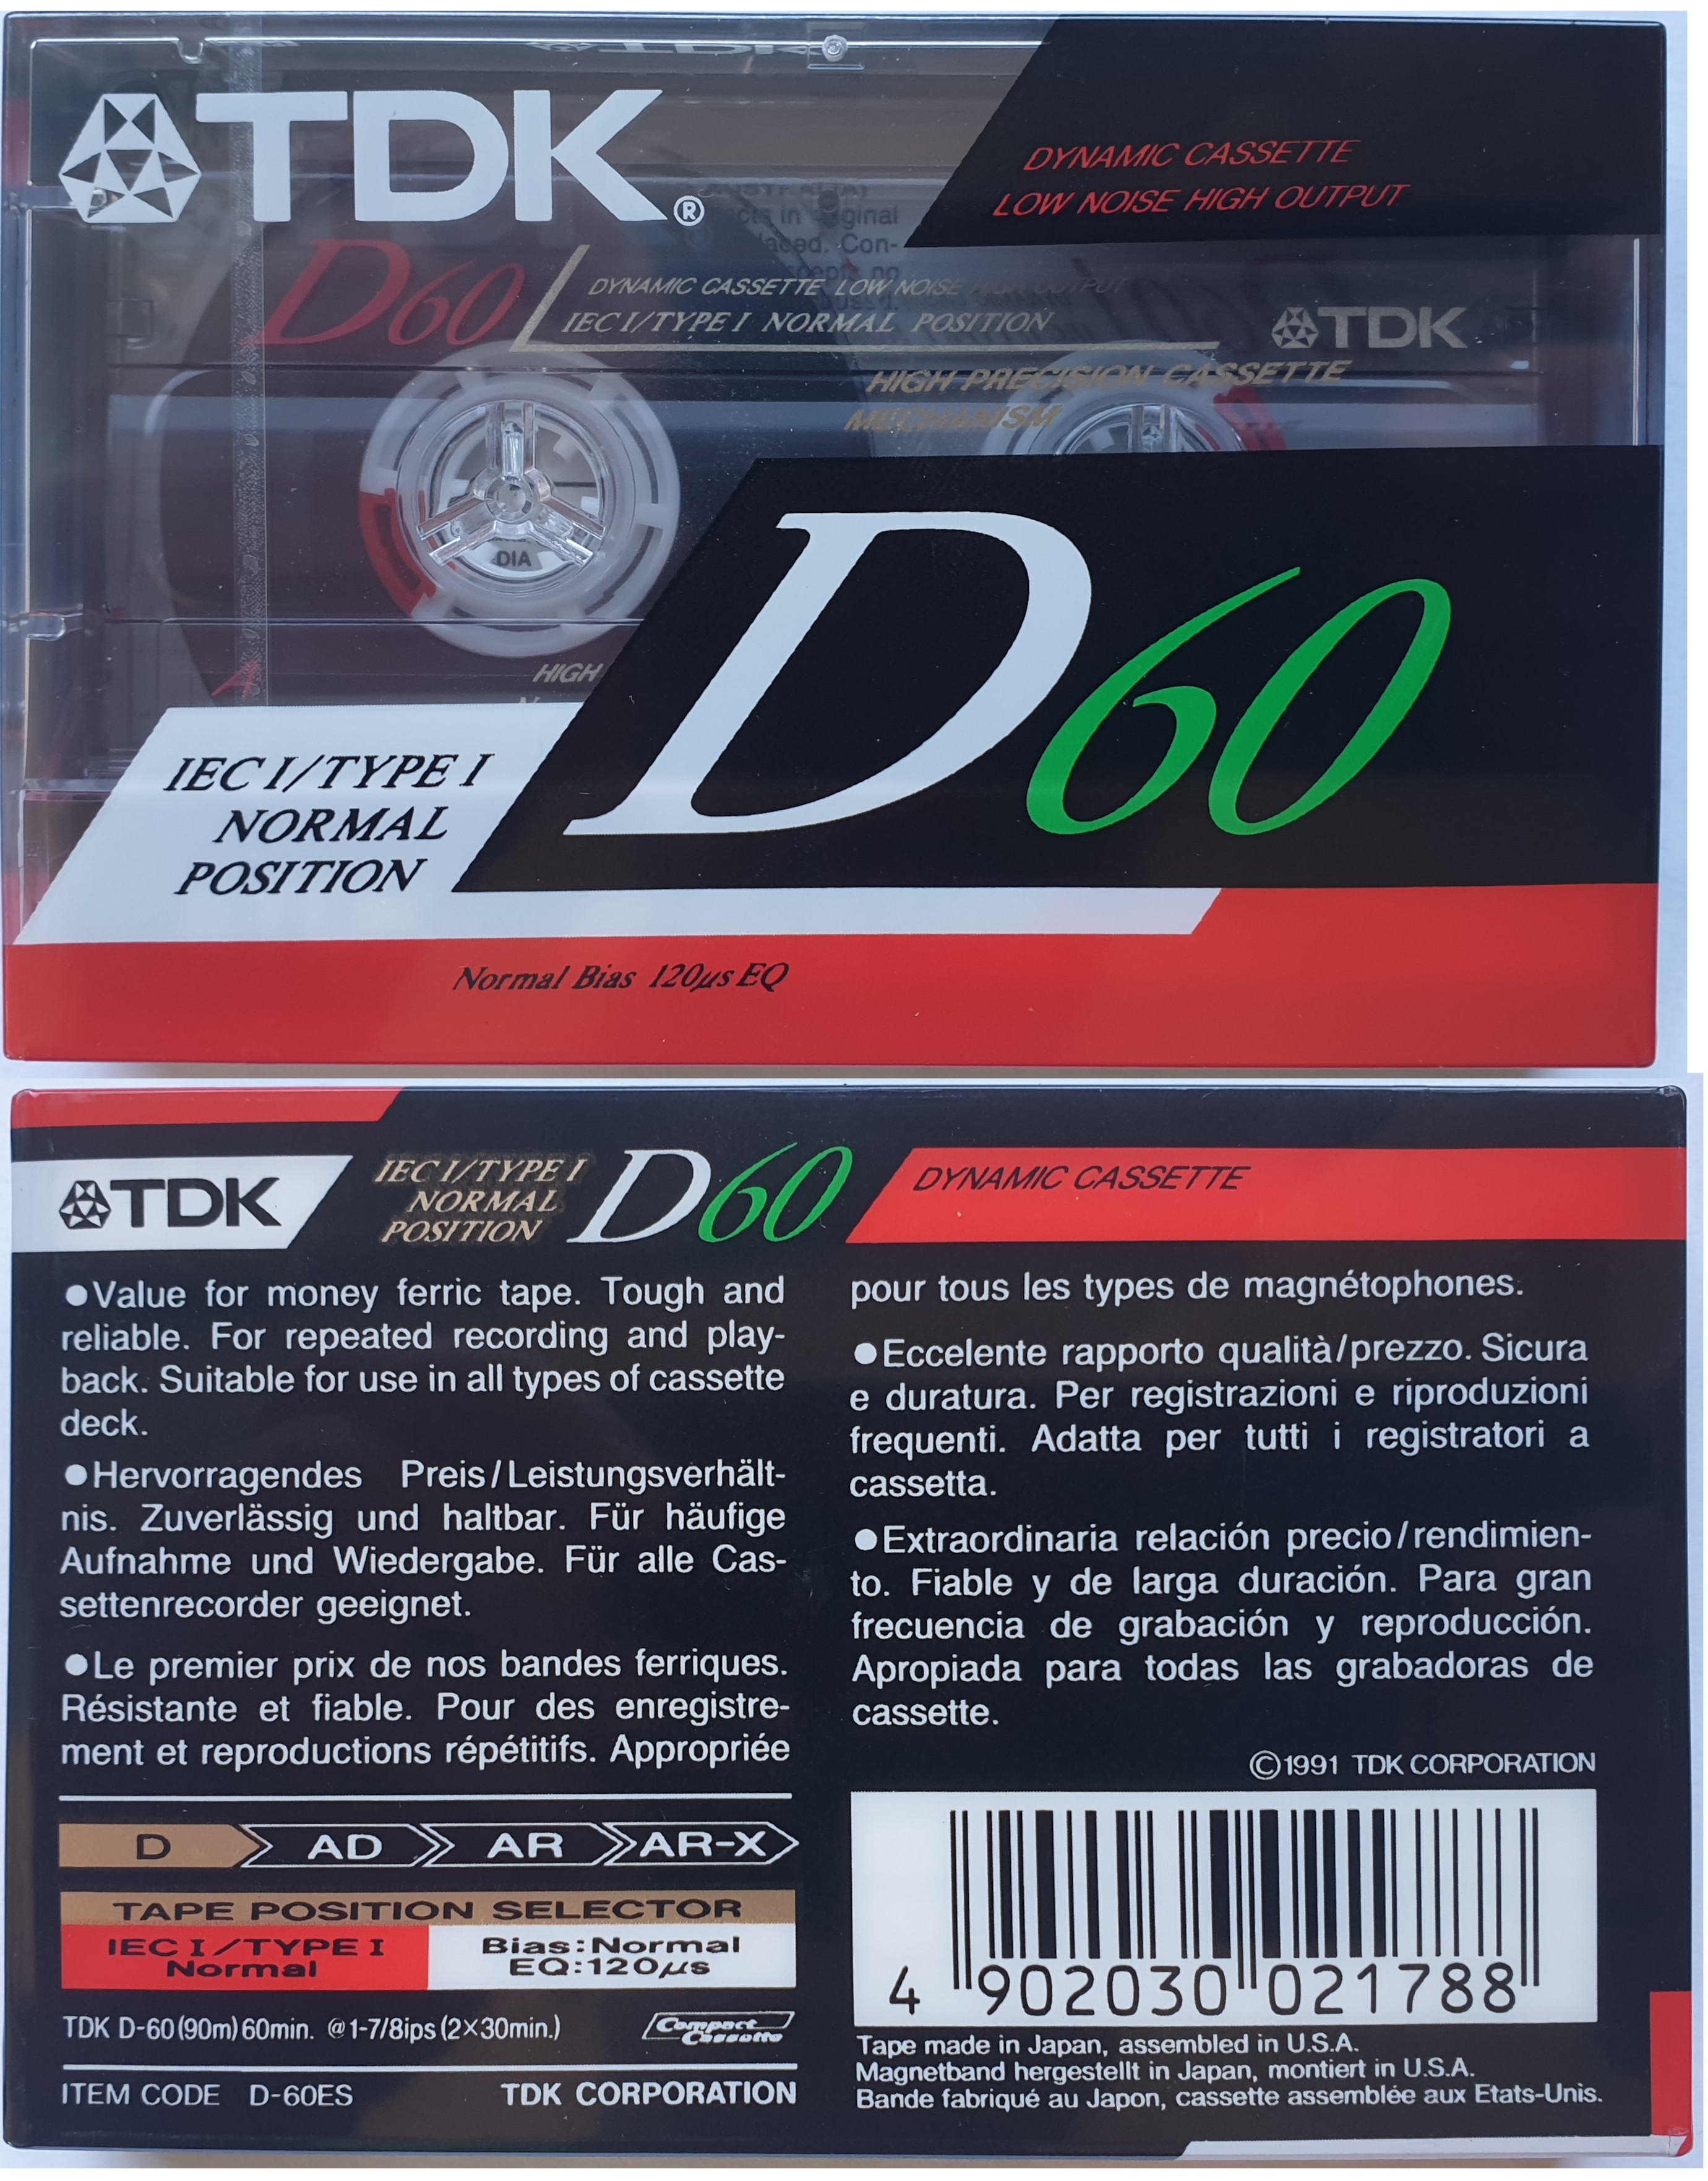 TDK®
DYNAMIC CASSETTE
LOW NOISE HIGH OUTPUT
D60
DYNAMIC CASSETTE LOW NOISE HIGH OUTPUT
IEC I/TYPE I NORMAL POSITION
TDK
HIGH PRECISION CASSETTE
MECHANISM
DIA
HIGH
A
D60
IEC I/TYPE I
NORMAL
POSITION
Normal Bias 120µs EQ
TDK
IEC I/TYPE I
NORMAL
POSITION
D60
DYNAMIC CASSETTE
●Value for money ferric tape. Tough and
reliable. For repeated recording and play-
back. Suitable for use in all types of cassette
deck.
●Hervorragendes Preis/Leistungsverhält-
nis. Zuverlässig und haltbar. Für häufige
Aufnahme und Wiedergabe. Für alle Cas-
settenrecorder geeignet.
●Le premier prix de nos bandes ferriques.
Résistante et fiable. Pour des enregistre-
ment et reproductions répétitifs. Appropriée
pour tous les types de magnétophones.
●Eccelente rapporto qualità/prezzo. Sicura
e duratura. Per registrazioni e riproduzioni
frequenti. Adatta per tutti i registratori a
cassetta.
●Extraordinaria relación precio/rendimien-
to. Fiable y de larga duración. Para gran
frecuencia de grabación y reproducción.
Apropiada para todas las grabadoras de
cassette.
©1991 TDK CORPORATION
D AD AR AR-X
TAPE POSITION SELECTOR
IEC I/TYPE I
Normal
Bias:Normal
EQ:120µs
TDK D-60(90m)60min. @1-7/8ips(2×30min.)
Compact
Cassette
ITEM CODE D-60ES TDK CORPORATION
4 902030 021788
Tape made in Japan, assembled in U.S.A.
Magnetband hergestellt in Japan, montiert in U.S.A.
Bande fabriqué au Japon, cassette assemblée aux Etats-Unis.